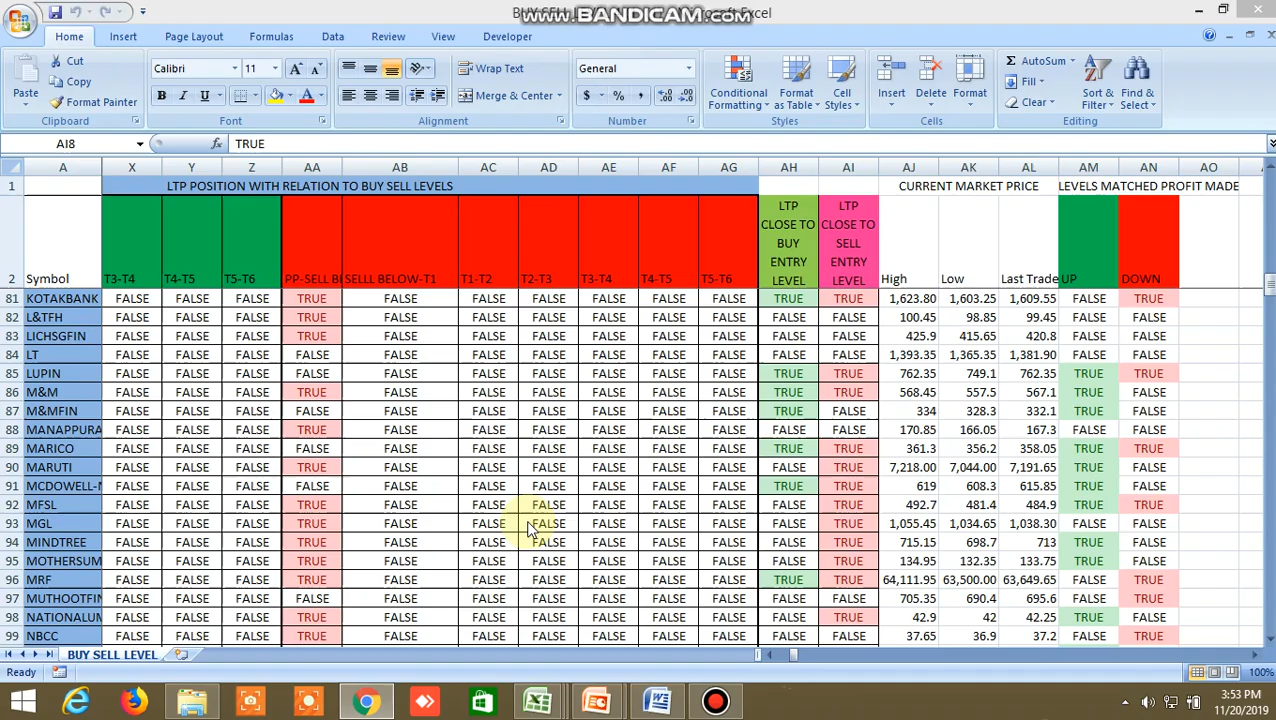 BUY SELL
Microsoft Excel
www.BANDICAM.com
Home Insert Page Layout Formulas Data Review View Developer
Paste Cut Copy Format Painter Clipboard
Calibri 11 B I U A Font
Wrap Text Merge & Center Alignment
General $ % , Number
Conditional Formatting Format as Table Cell Styles Styles
Insert Delete Format Cells
Σ AutoSum Fill Clear Sort & Filter Find & Select Editing
AI8 fx TRUE
A X Y Z AA AB AC AD AE AF AG AH AI AJ AK AL AM AN AO
1 LTP POSITION WITH RELATION TO BUY SELL LEVELS CURRENT MARKET PRICE LEVELS MATCHED PROFIT MADE
2 Symbol T3-T4 T4-T5 T5-T6 PP-SELL BE SELLL BELOW-T1 T1-T2 T2-T3 T3-T4 T4-T5 T5-T6 LTP CLOSE TO BUY ENTRY LEVEL LTP CLOSE TO SELL ENTRY LEVEL High Low Last Trade UP DOWN
81 KOTAKBANK FALSE FALSE FALSE TRUE FALSE FALSE FALSE FALSE FALSE FALSE TRUE TRUE 1,623.80 1,603.25 1,609.55 FALSE TRUE
82 L&TFH FALSE FALSE FALSE TRUE FALSE FALSE FALSE FALSE FALSE FALSE FALSE FALSE 100.45 98.85 99.45 FALSE FALSE
83 LICHSGFIN FALSE FALSE FALSE TRUE FALSE FALSE FALSE FALSE FALSE FALSE FALSE FALSE 425.9 415.65 420.8 FALSE FALSE
84 LT FALSE FALSE FALSE FALSE FALSE FALSE FALSE FALSE FALSE FALSE FALSE FALSE 1,393.35 1,365.35 1,381.90 FALSE FALSE
85 LUPIN FALSE FALSE FALSE FALSE FALSE FALSE FALSE FALSE FALSE FALSE TRUE TRUE 762.35 749.1 762.35 TRUE TRUE
86 M&M FALSE FALSE FALSE TRUE FALSE FALSE FALSE FALSE FALSE FALSE TRUE TRUE 568.45 557.5 567.1 TRUE FALSE
87 M&MFIN FALSE FALSE FALSE FALSE FALSE FALSE FALSE FALSE FALSE FALSE TRUE FALSE 334 328.3 332.1 TRUE FALSE
88 MANAPPURA FALSE FALSE FALSE TRUE FALSE FALSE FALSE FALSE FALSE FALSE FALSE TRUE 170.85 166.05 167.3 FALSE TRUE
89 MARICO FALSE FALSE FALSE FALSE FALSE FALSE FALSE FALSE FALSE FALSE TRUE TRUE 361.3 356.2 358.05 TRUE TRUE
90 MARUTI FALSE FALSE FALSE TRUE FALSE FALSE FALSE FALSE FALSE FALSE FALSE TRUE 7,218.00 7,044.00 7,191.65 TRUE FALSE
91 MCDOWELL-N FALSE FALSE FALSE FALSE FALSE FALSE FALSE FALSE FALSE FALSE TRUE TRUE 619 608.3 615.85 TRUE FALSE
92 MFSL FALSE FALSE FALSE TRUE FALSE FALSE FALSE FALSE FALSE FALSE FALSE TRUE 492.7 481.4 484.9 TRUE TRUE
93 MGL FALSE FALSE FALSE TRUE FALSE FALSE FALSE FALSE FALSE FALSE FALSE TRUE 1,055.45 1,034.65 1,038.30 TRUE FALSE
94 MINDTREE FALSE FALSE FALSE TRUE FALSE FALSE FALSE FALSE FALSE FALSE FALSE TRUE 715.15 698.7 713 TRUE FALSE
95 MOTHERSUM FALSE FALSE FALSE TRUE FALSE FALSE FALSE FALSE FALSE FALSE FALSE TRUE 134.95 132.35 133.75 TRUE FALSE
96 MRF FALSE FALSE FALSE TRUE FALSE FALSE FALSE FALSE FALSE FALSE TRUE TRUE 64,111.95 63,500.00 63,649.65 FALSE TRUE
97 MUTHOOTFIN FALSE FALSE FALSE FALSE FALSE FALSE FALSE FALSE FALSE FALSE FALSE FALSE 705.35 690.4 695.6 FALSE TRUE
98 NATIONALUM FALSE FALSE FALSE TRUE FALSE FALSE FALSE FALSE FALSE FALSE FALSE TRUE 42.9 42 42.25 TRUE FALSE
99 NBCC FALSE FALSE FALSE TRUE FALSE FALSE FALSE FALSE FALSE FALSE FALSE FALSE 37.65 36.9 37.2 FALSE TRUE
BUY SELL LEVEL
Ready 100%
3:53 PM
11/20/2019